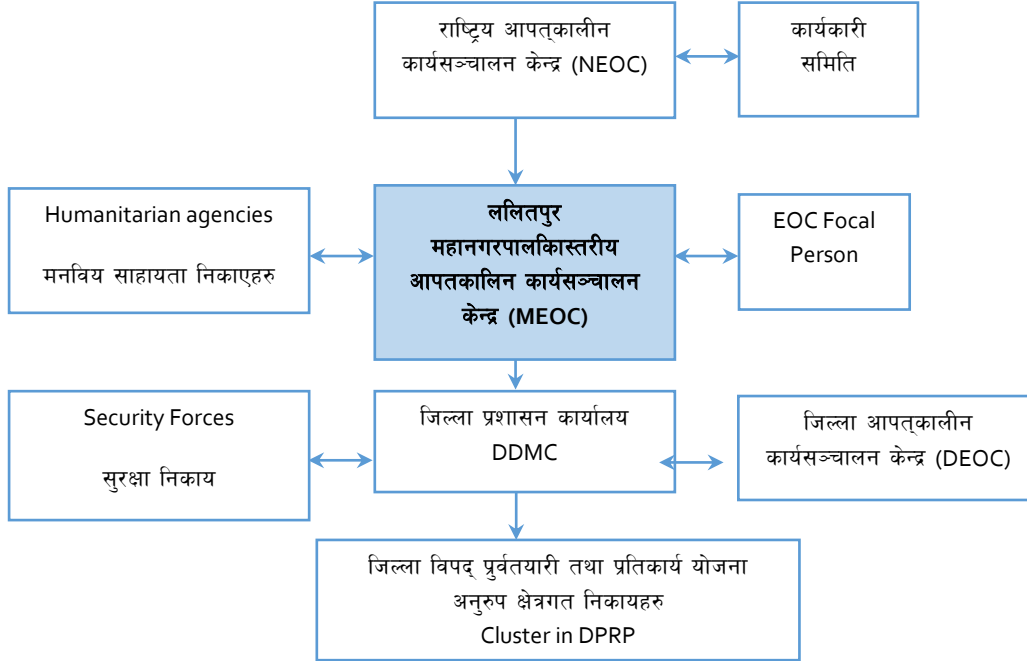 राष्ट्रिय आपत्‌कालीन
कार्यसञ्चालन केन्द्र (NEOC)
कार्यकारी
समिति
Humanitarian agencies
मनविय साहायता निकाएहरु
ललितपुर
महानगरपालकिास्तरीय
आपतकालिन कार्यसञ्चालन
केन्द्र (MEOC)
EOC Focal
Person
Security Forces
सुरक्षा निकाय
जिल्ला प्रशासन कार्यालय
DDMC
जिल्ला आपत्‌कालीन
कार्यसञ्चालन केन्द्र (DEOC)
जिल्ला विपद् प्रुर्वतयारी तथा प्रतिकार्य योजना
अनुरुप क्षेत्रगत निकायहरु
Cluster in DPRP